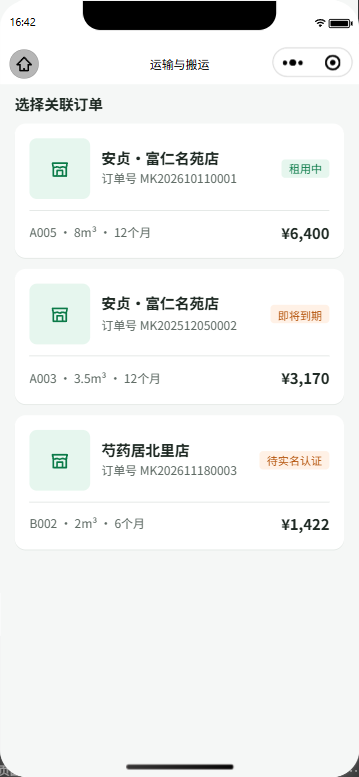 16:42
运输与搬运
选择关联订单
安贞·富仁名苑店
租用中
订单号 MK202610110001
A005 · 8m³ · 12个月
¥6,400
安贞·富仁名苑店
即将到期
订单号 MK202512050002
A003 · 3.5m³ · 12个月
¥3,170
芍药居北里店
待实名认证
订单号 MK202611180003
B002 · 2m³ · 6个月
¥1,422